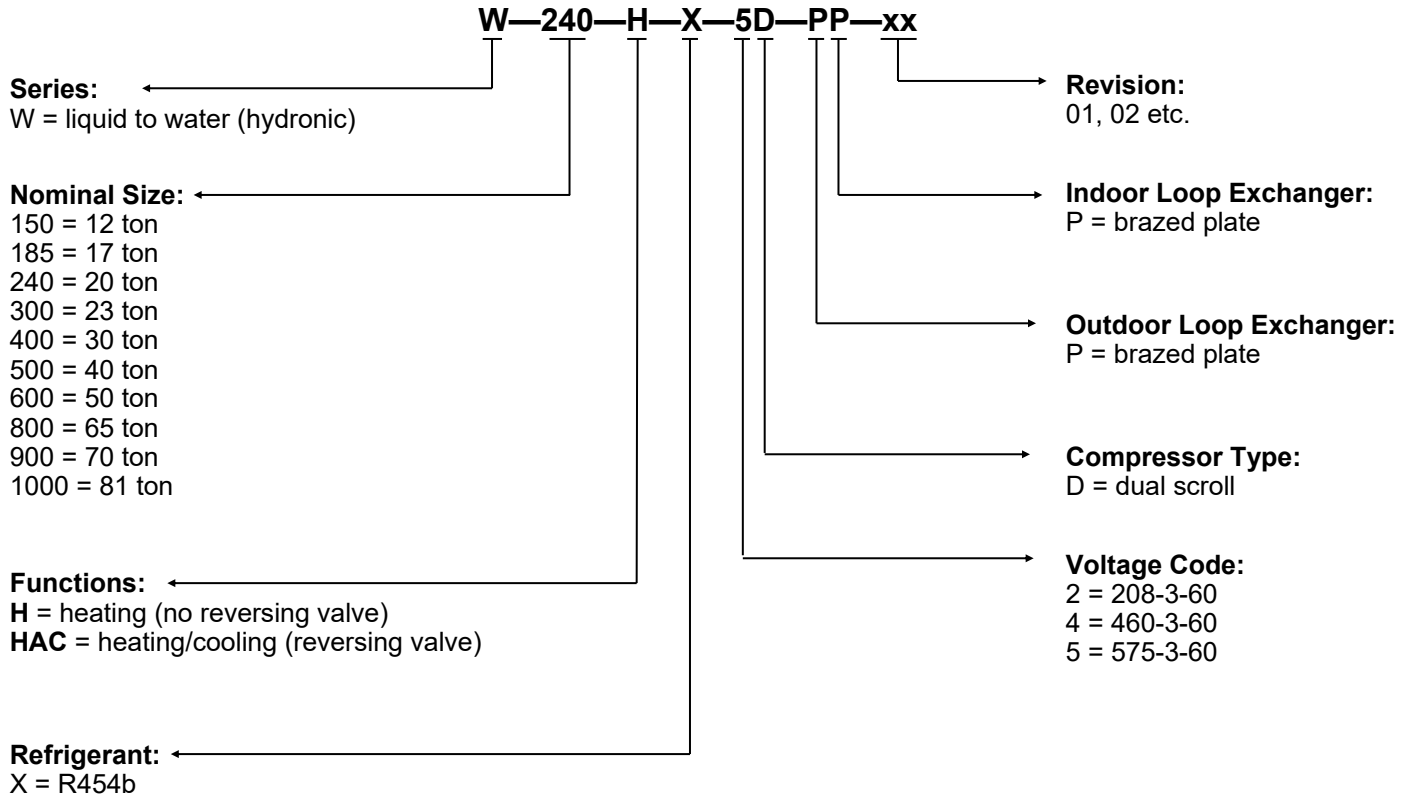 W—240—H—X—5D—PP—xx
Series:
W = liquid to water (hydronic)
Nominal Size:
150 = 12 ton
185 = 17 ton
240 = 20 ton
300 = 23 ton
400 = 30 ton
500 = 40 ton
600 = 50 ton
800 = 65 ton
900 = 70 ton
1000 = 81 ton
Functions:
H = heating (no reversing valve)
HAC = heating/cooling (reversing valve)
Refrigerant:
X = R454b
Revision:
01, 02 etc.
Indoor Loop Exchanger:
P = brazed plate
Outdoor Loop Exchanger:
P = brazed plate
Compressor Type:
D = dual scroll
Voltage Code:
2 = 208-3-60
4 = 460-3-60
5 = 575-3-60